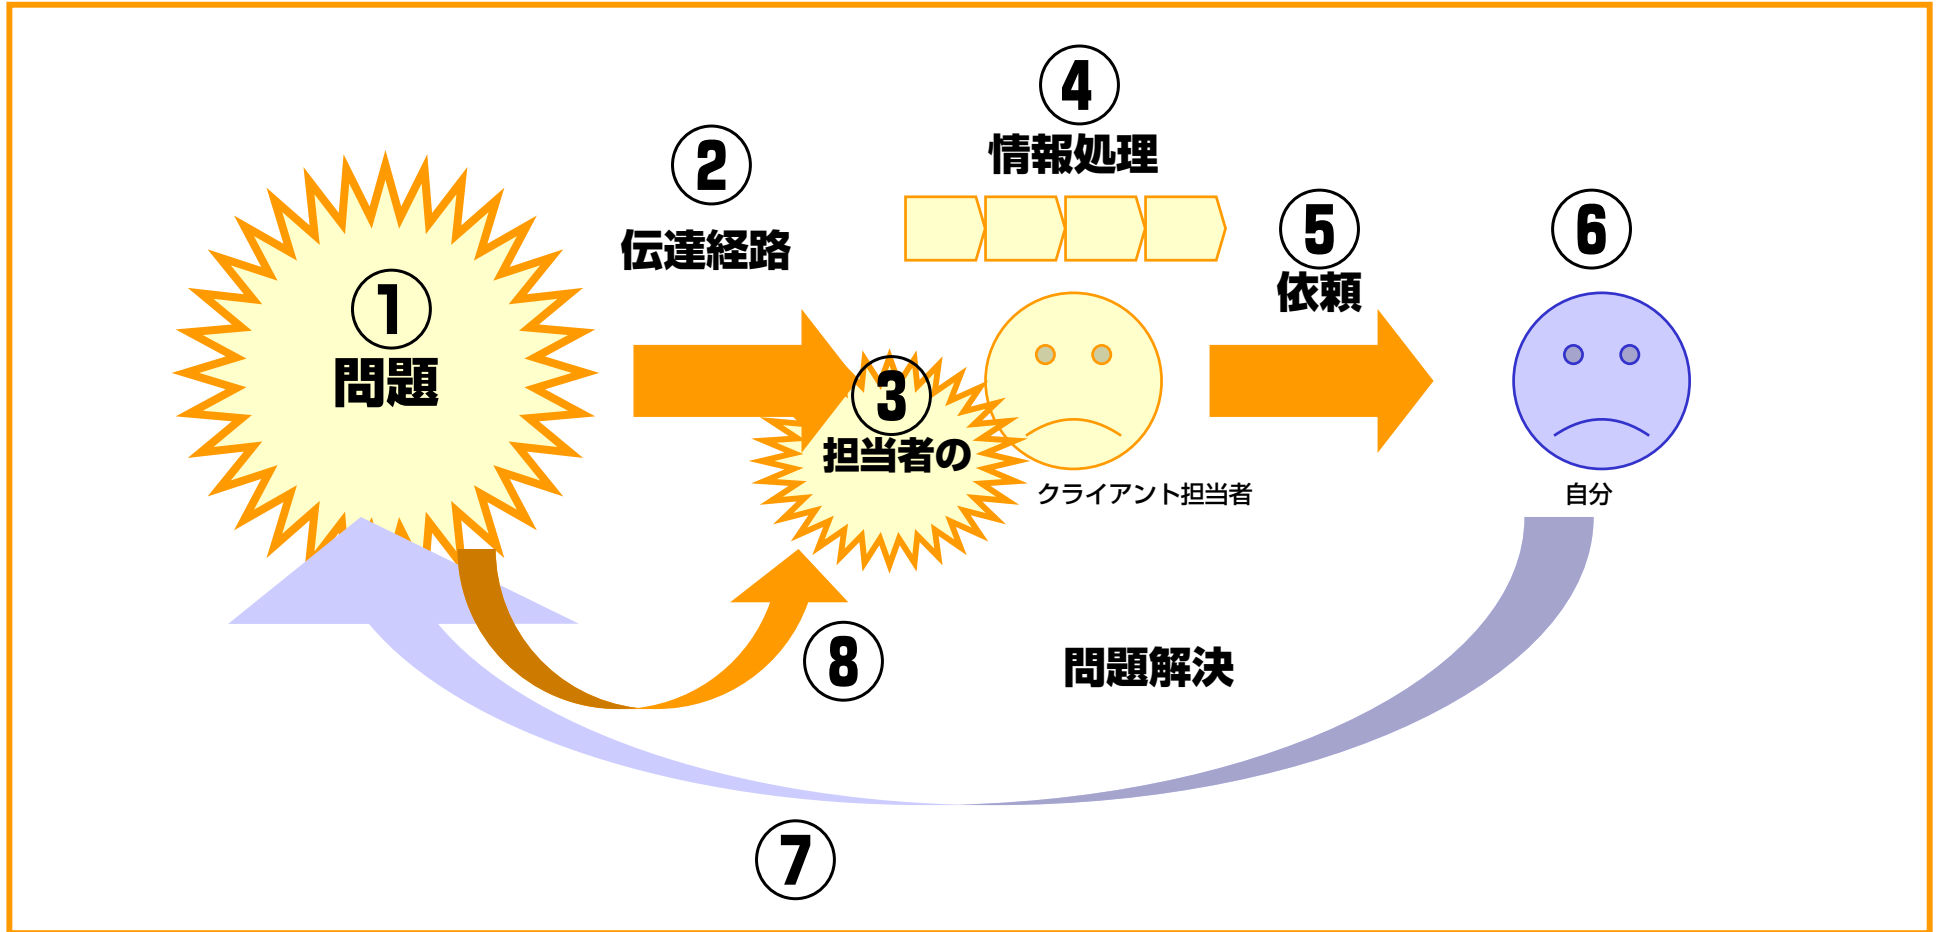 ①
問題
②
伝達経路
③
担当者の
④
情報処理
クライアント担当者
⑤
依頼
⑥
自分
⑧
問題解決
⑦